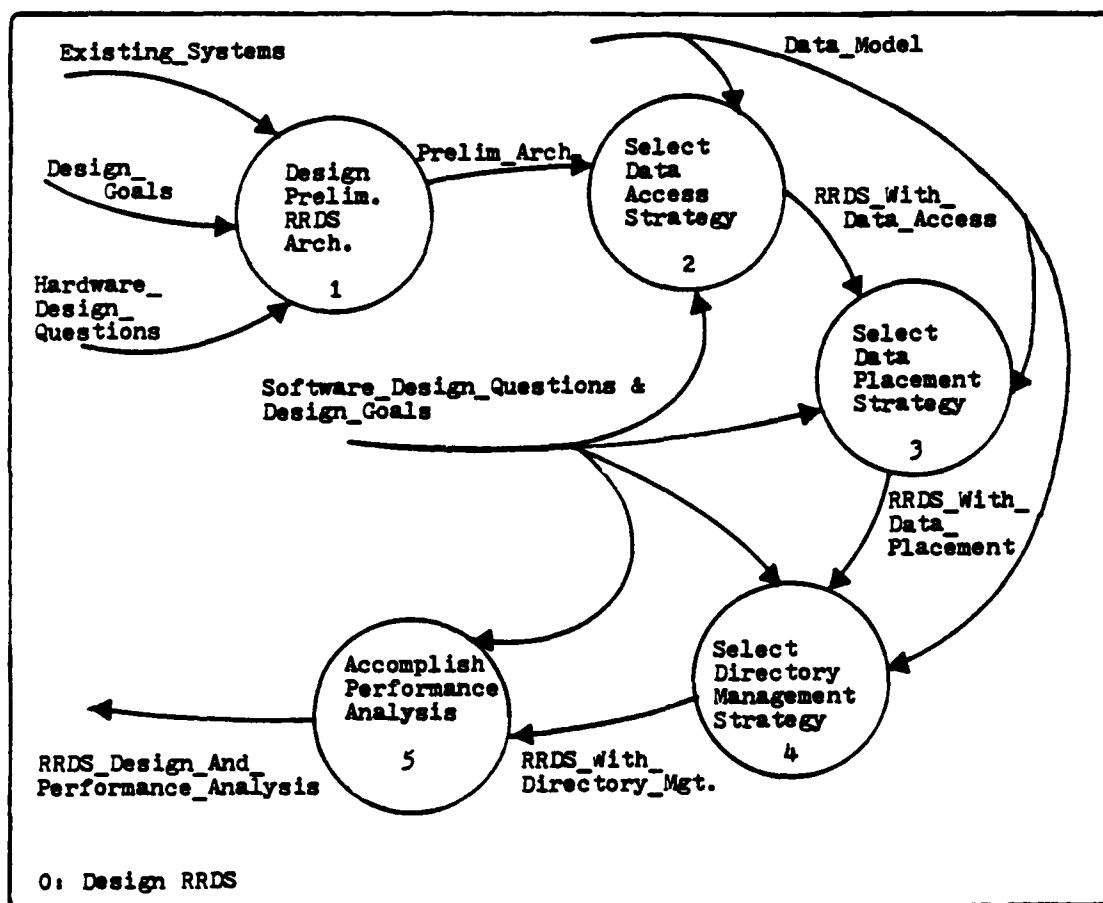 Existing_Systems
Data_Model
Design_
Goals
Design
Prelim.
RRDS
Arch.
1
Prelim_Arch
Select
Data
Access
Strategy
2
RRDS_With_
Data_Access
Hardware_
Design_
Questions
Select
Data
Placement
Strategy
3
Software_Design_Questions &
Design_Goals
RRDS_With_
Data_
Placement
Select
Directory
Management
Strategy
4
Accomplish
Performance
Analysis
5
RRDS_With_
Directory_Mgt.
RRDS_Design_And_
Performance_Analysis
0: Design RRDS